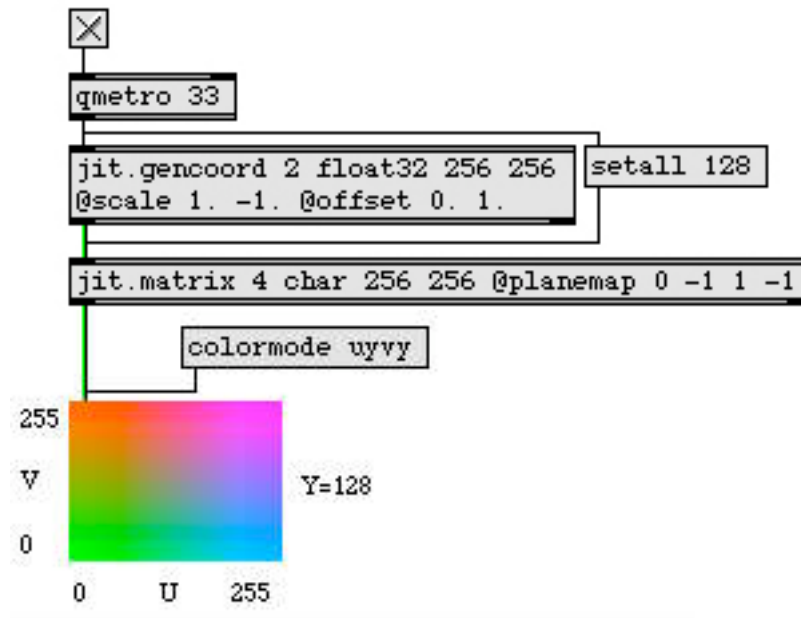 qmetro 33
jit.gencoord 2 float32 256 256
@scale 1. -1. @offset 0. 1.
setall 128
jit.matrix 4 char 256 256 @planemap 0 -1 1 -1
colormode uyvy
255
V
Y=128
0
0 U 255